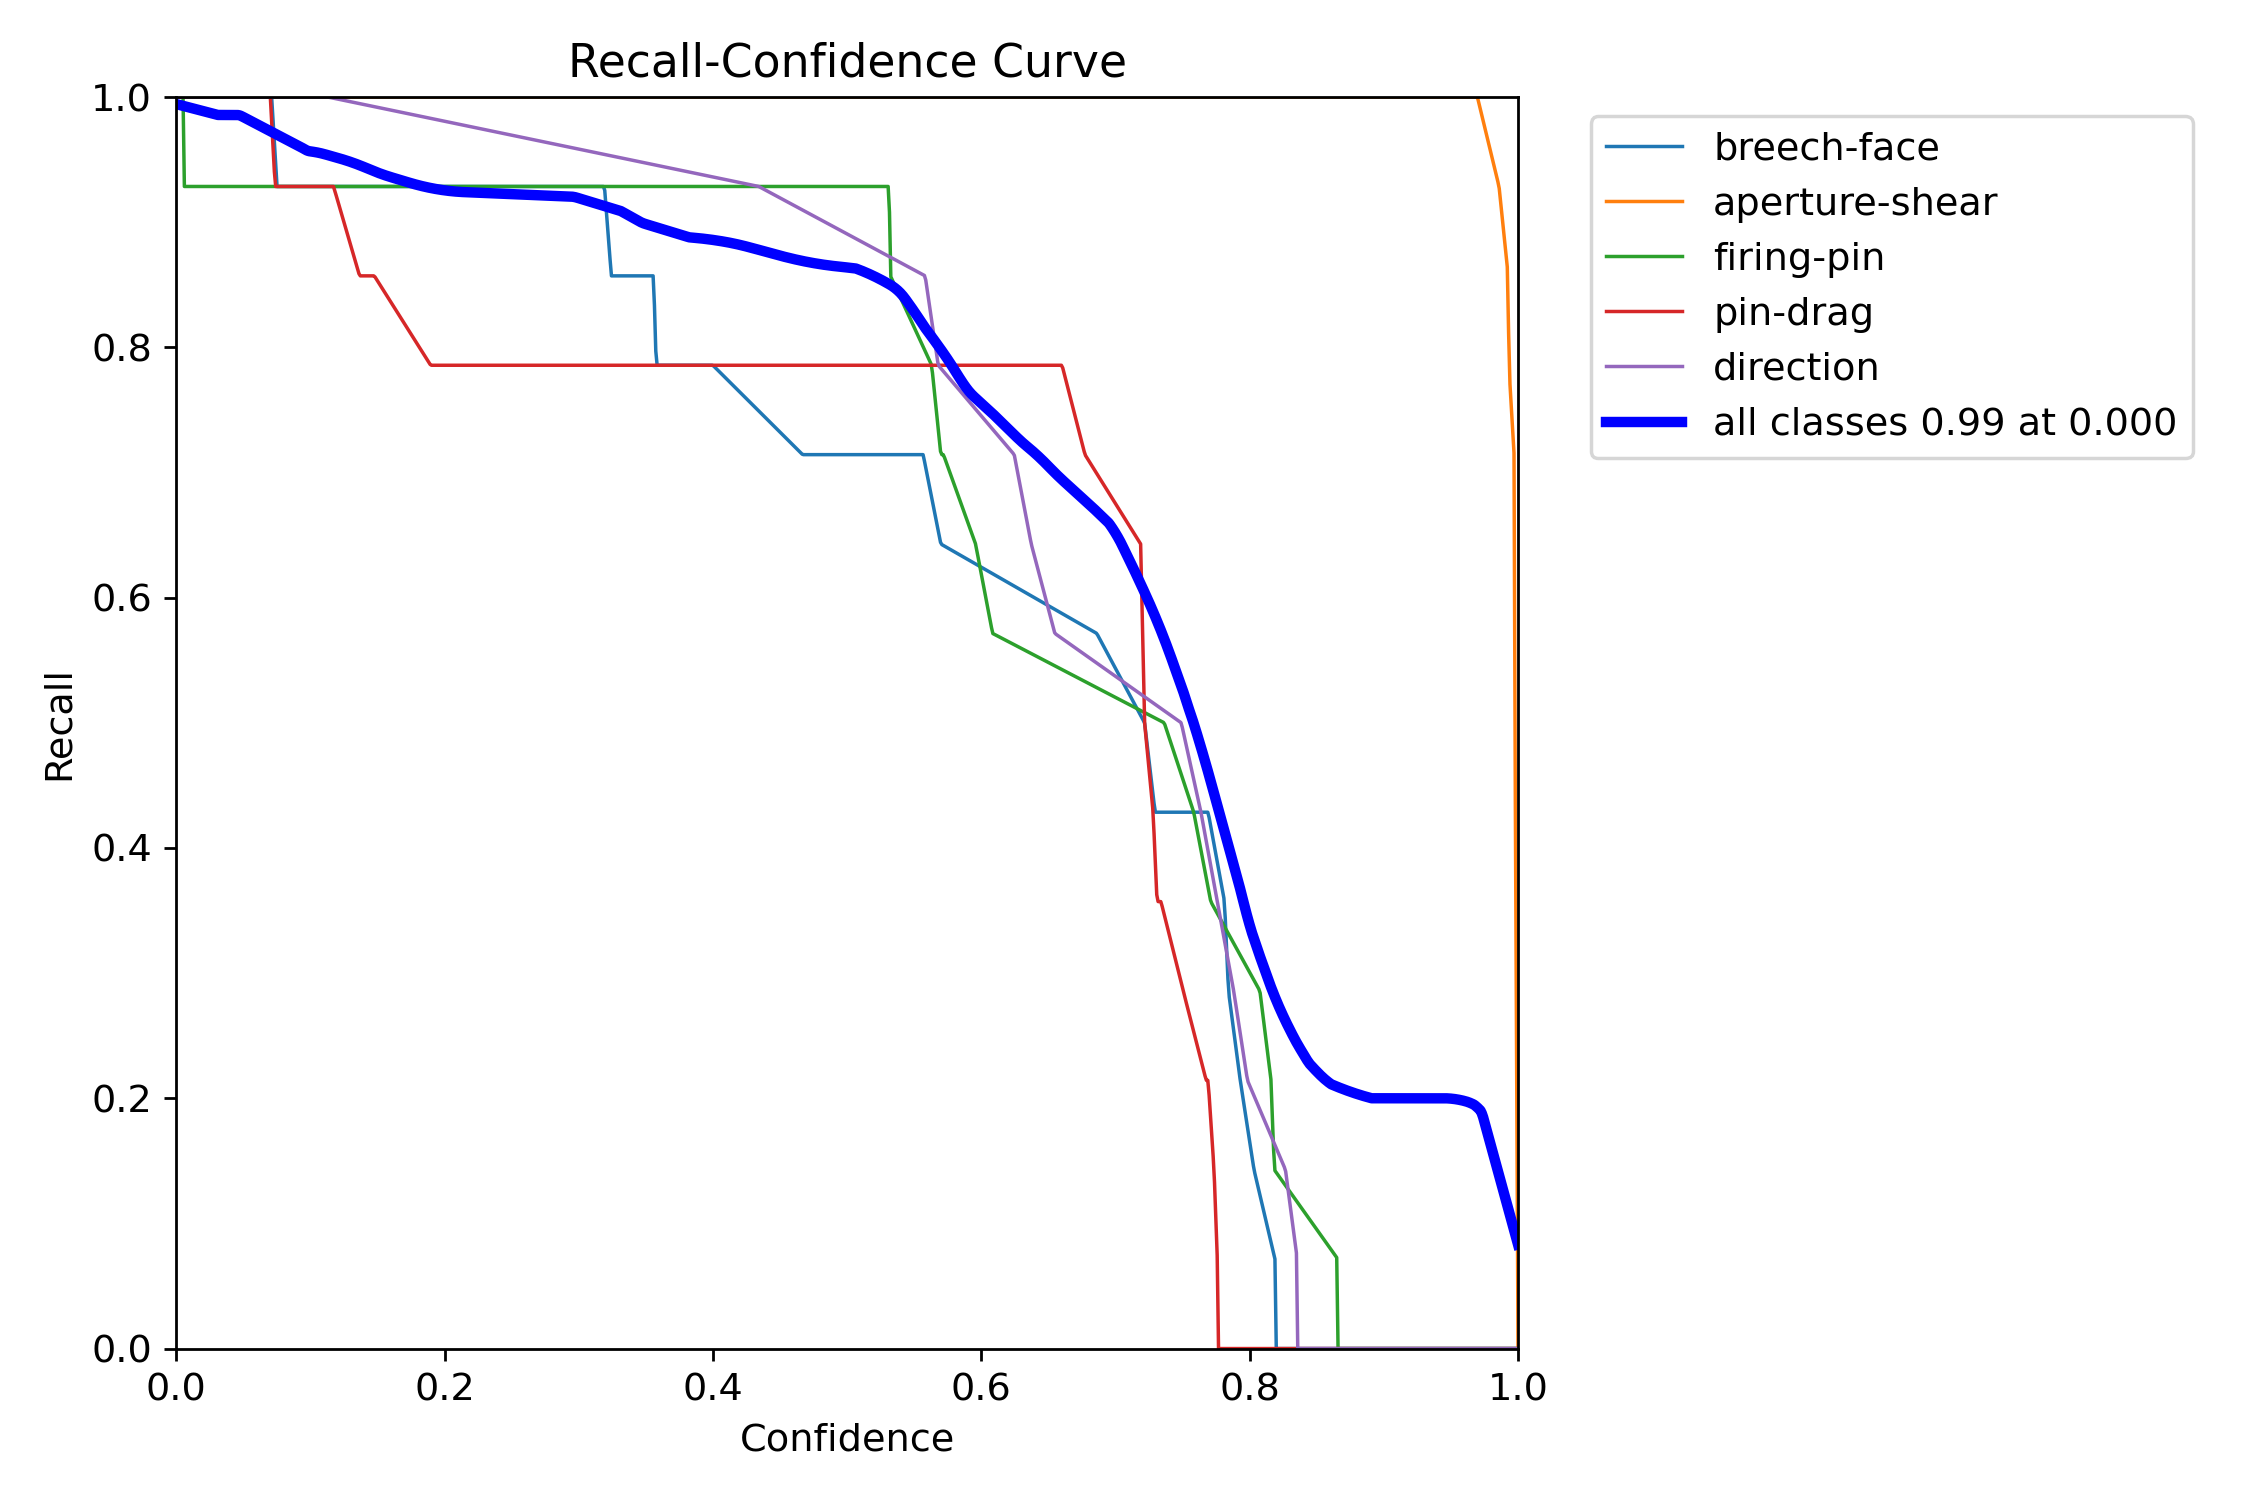 Recall-Confidence Curve
1.0
0.8
0.6
0.4
0.2
0.0
Recall
0.0 0.2 0.4 0.6 0.8 1.0
Confidence
breech-face
aperture-shear
firing-pin
pin-drag
direction
all classes 0.99 at 0.000